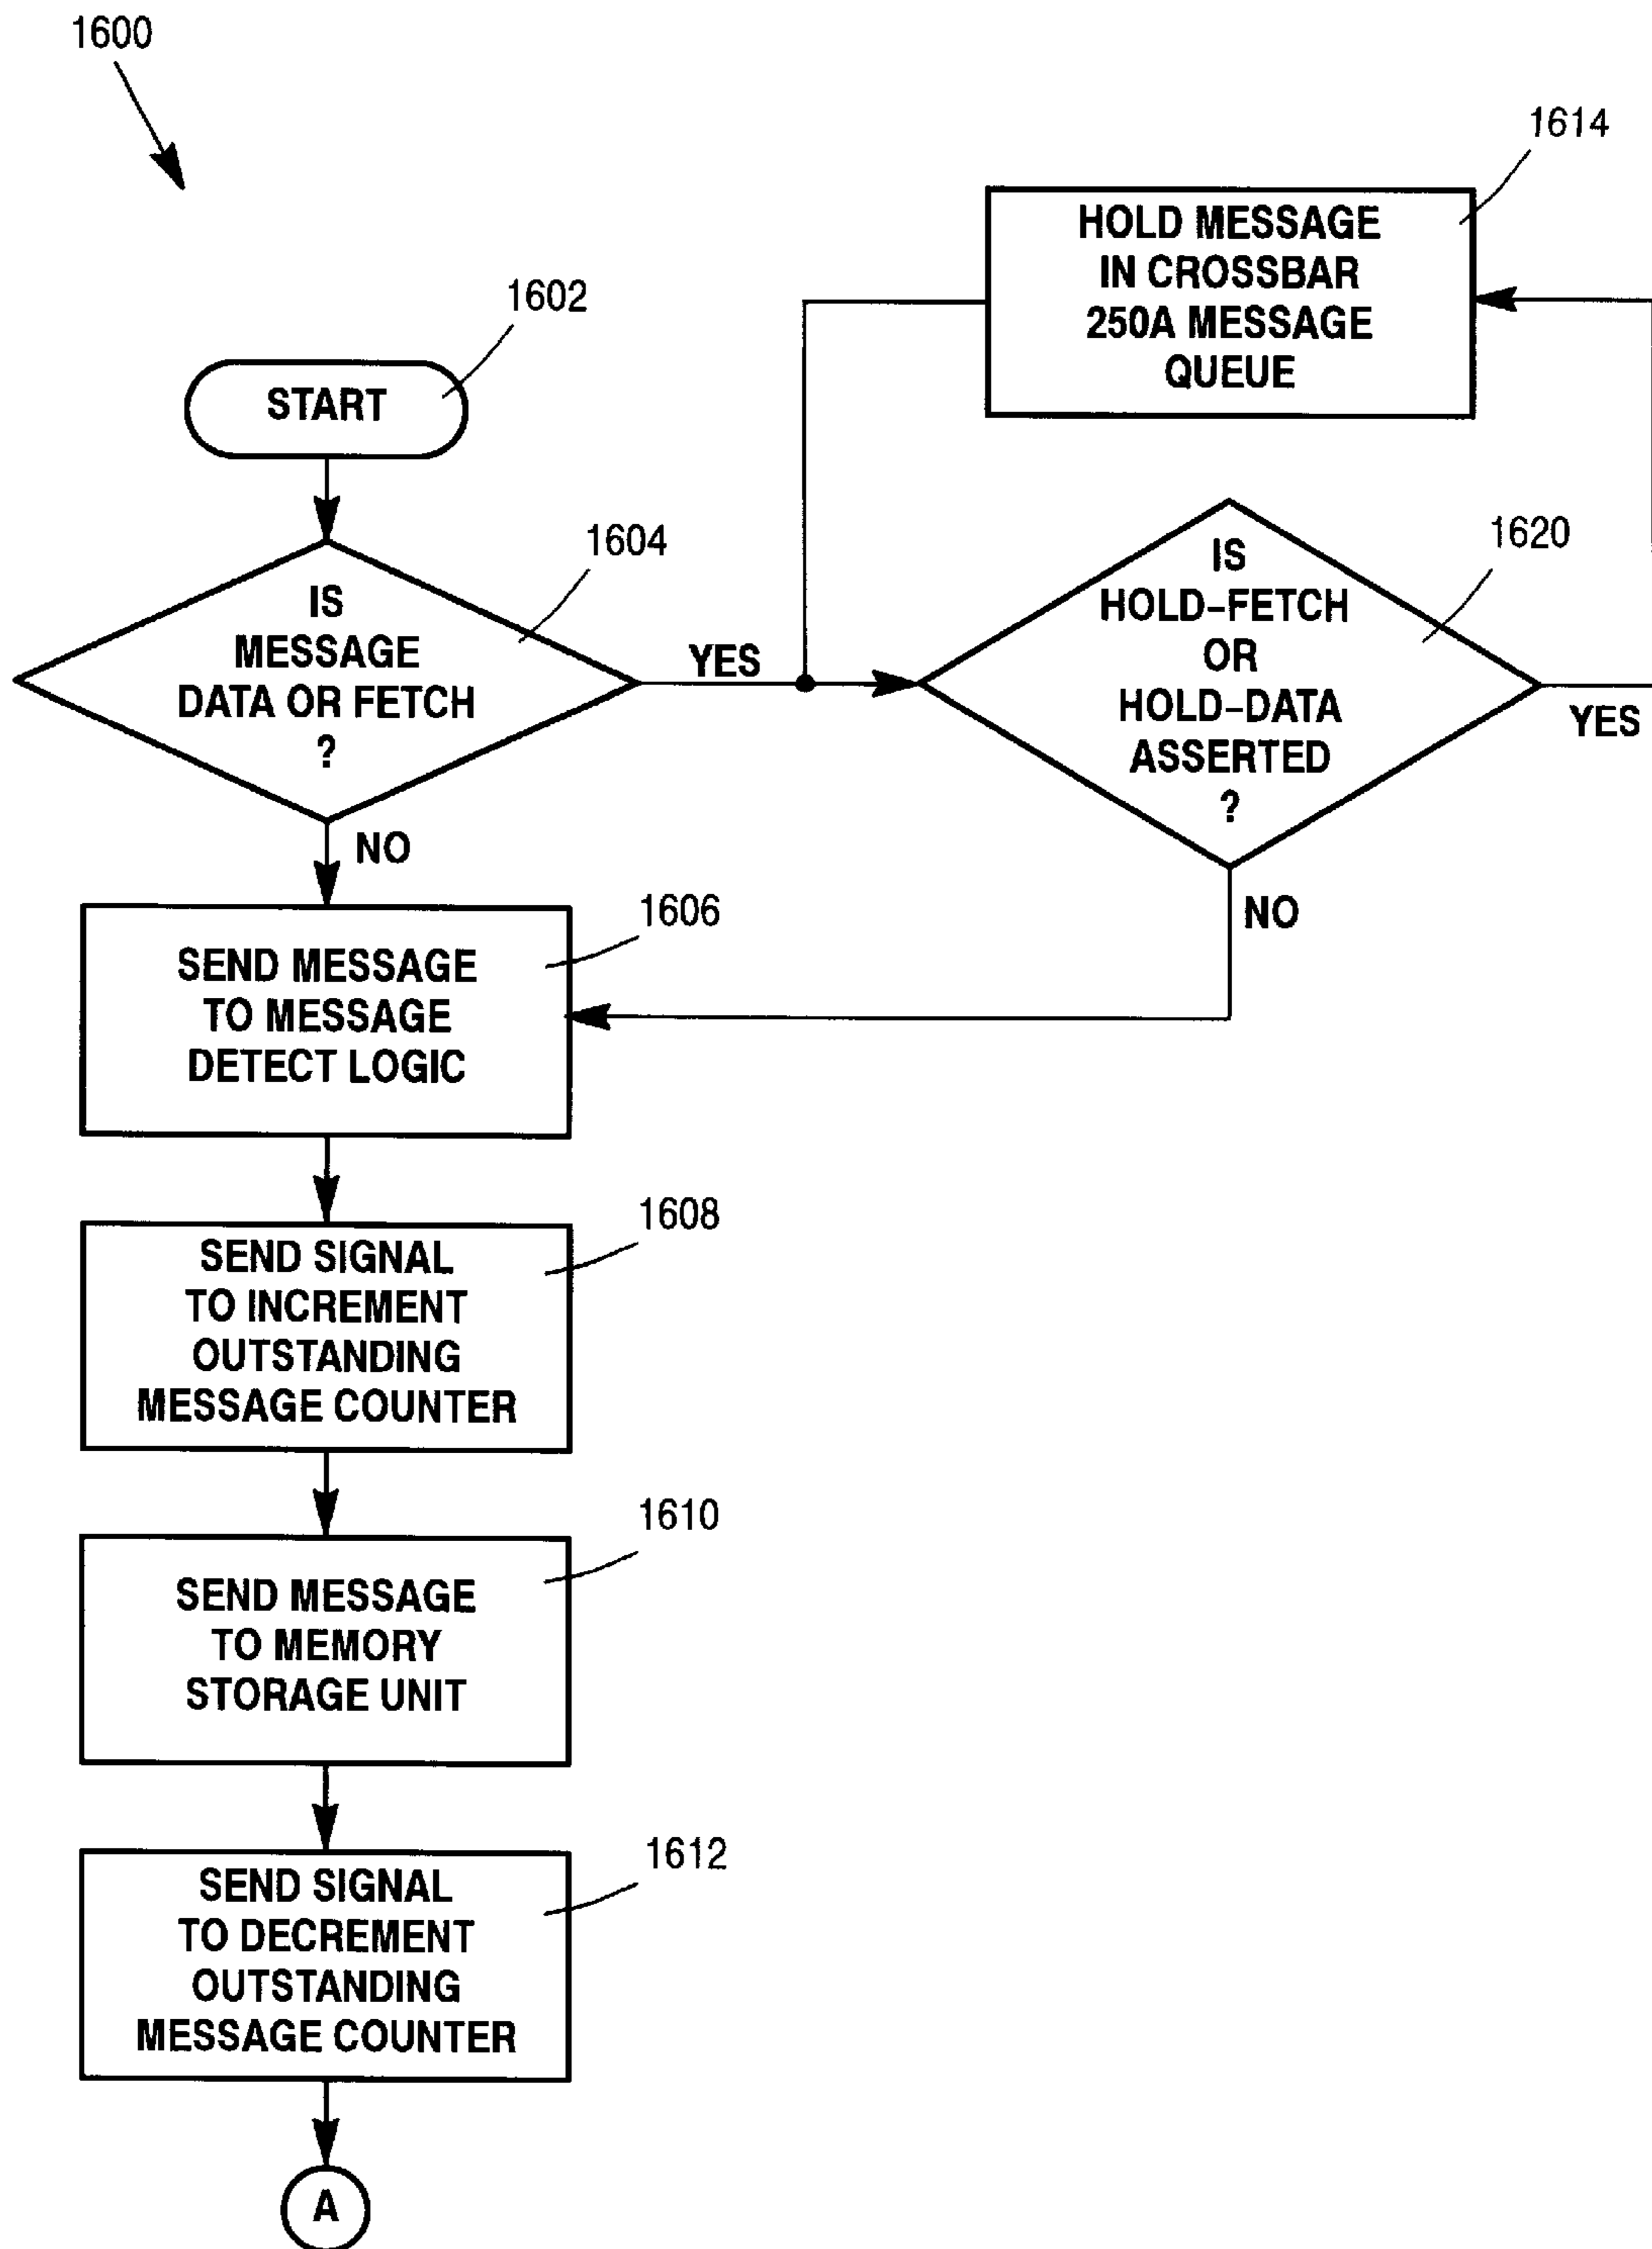 1600
1614
HOLD MESSAGE
IN CROSSBAR
250A MESSAGE
QUEUE
1602
START
1604
IS
MESSAGE
DATA OR FETCH
?
YES
1620
IS
HOLD-FETCH
OR
HOLD-DATA
ASSERTED
?
YES
NO
NO
1606
SEND MESSAGE
TO MESSAGE
DETECT LOGIC
1608
SEND SIGNAL
TO INCREMENT
OUTSTANDING
MESSAGE COUNTER
1610
SEND MESSAGE
TO MEMORY
STORAGE UNIT
1612
SEND SIGNAL
TO DECREMENT
OUTSTANDING
MESSAGE COUNTER
A